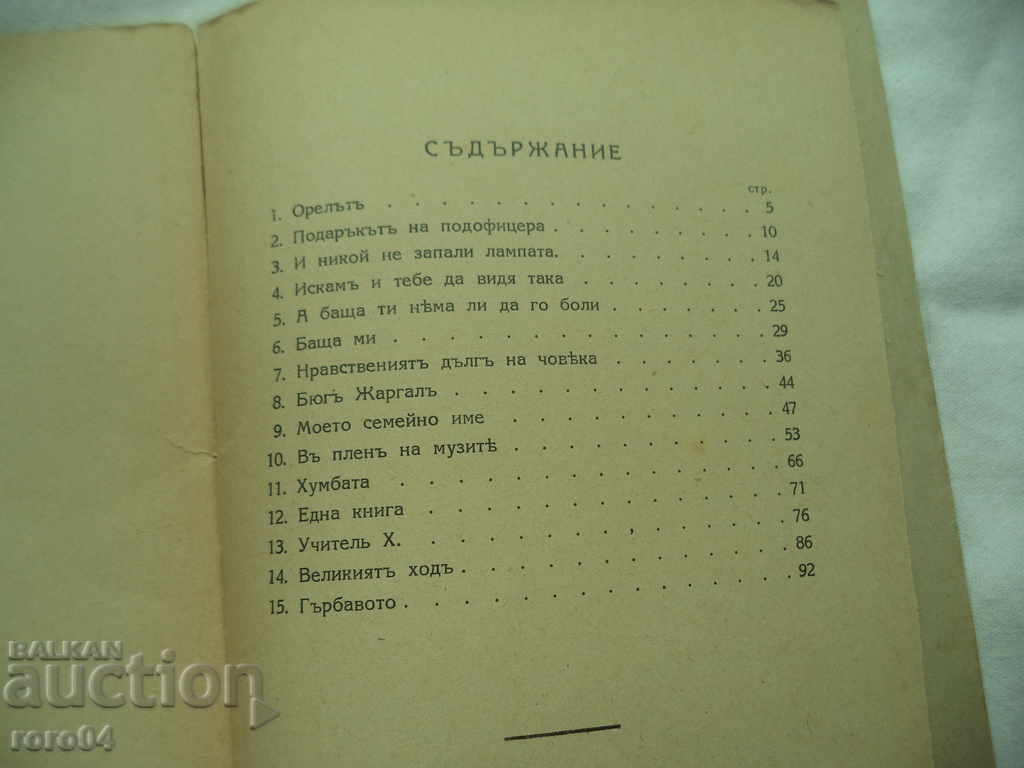 СЪДЪРЖАНИЕ
стр.
1. Орелътъ . . . . . . . . . . . . . . 5
2. Подаръкътъ на подофицера . . . . . . . . . 10
3. И никой не запали лампата. . . . . . . . . 14
4. Искамъ и тебе да видя така . . . . . . . . 20
5. А баща ти нѣма ли да го боли . . . . . . . 25
6. Баща ми . . . . . . . . . . . . . . 29
7. Нравствениятъ дългъ на човѣка . . . . . . . 36
8. Бюгъ Жаргалъ . . . . . . . . . . . . 44
9. Моето семейно име . . . . . . . . . . 47
10. Въ пленъ на музитѣ . . . . . . . . . . 53
11. Хумбата . . . . . . . . . . . . . . 66
12. Една книга . . . . . . . . . . . . . 71
13. Учитель Х. . . . . . . . , . . . . . 76
14. Великиятъ ходъ . . . . . . . . . . . . 86
15. Гърбавото . . . . . . . . . . . . . 92
BALKAN
auction
roro04